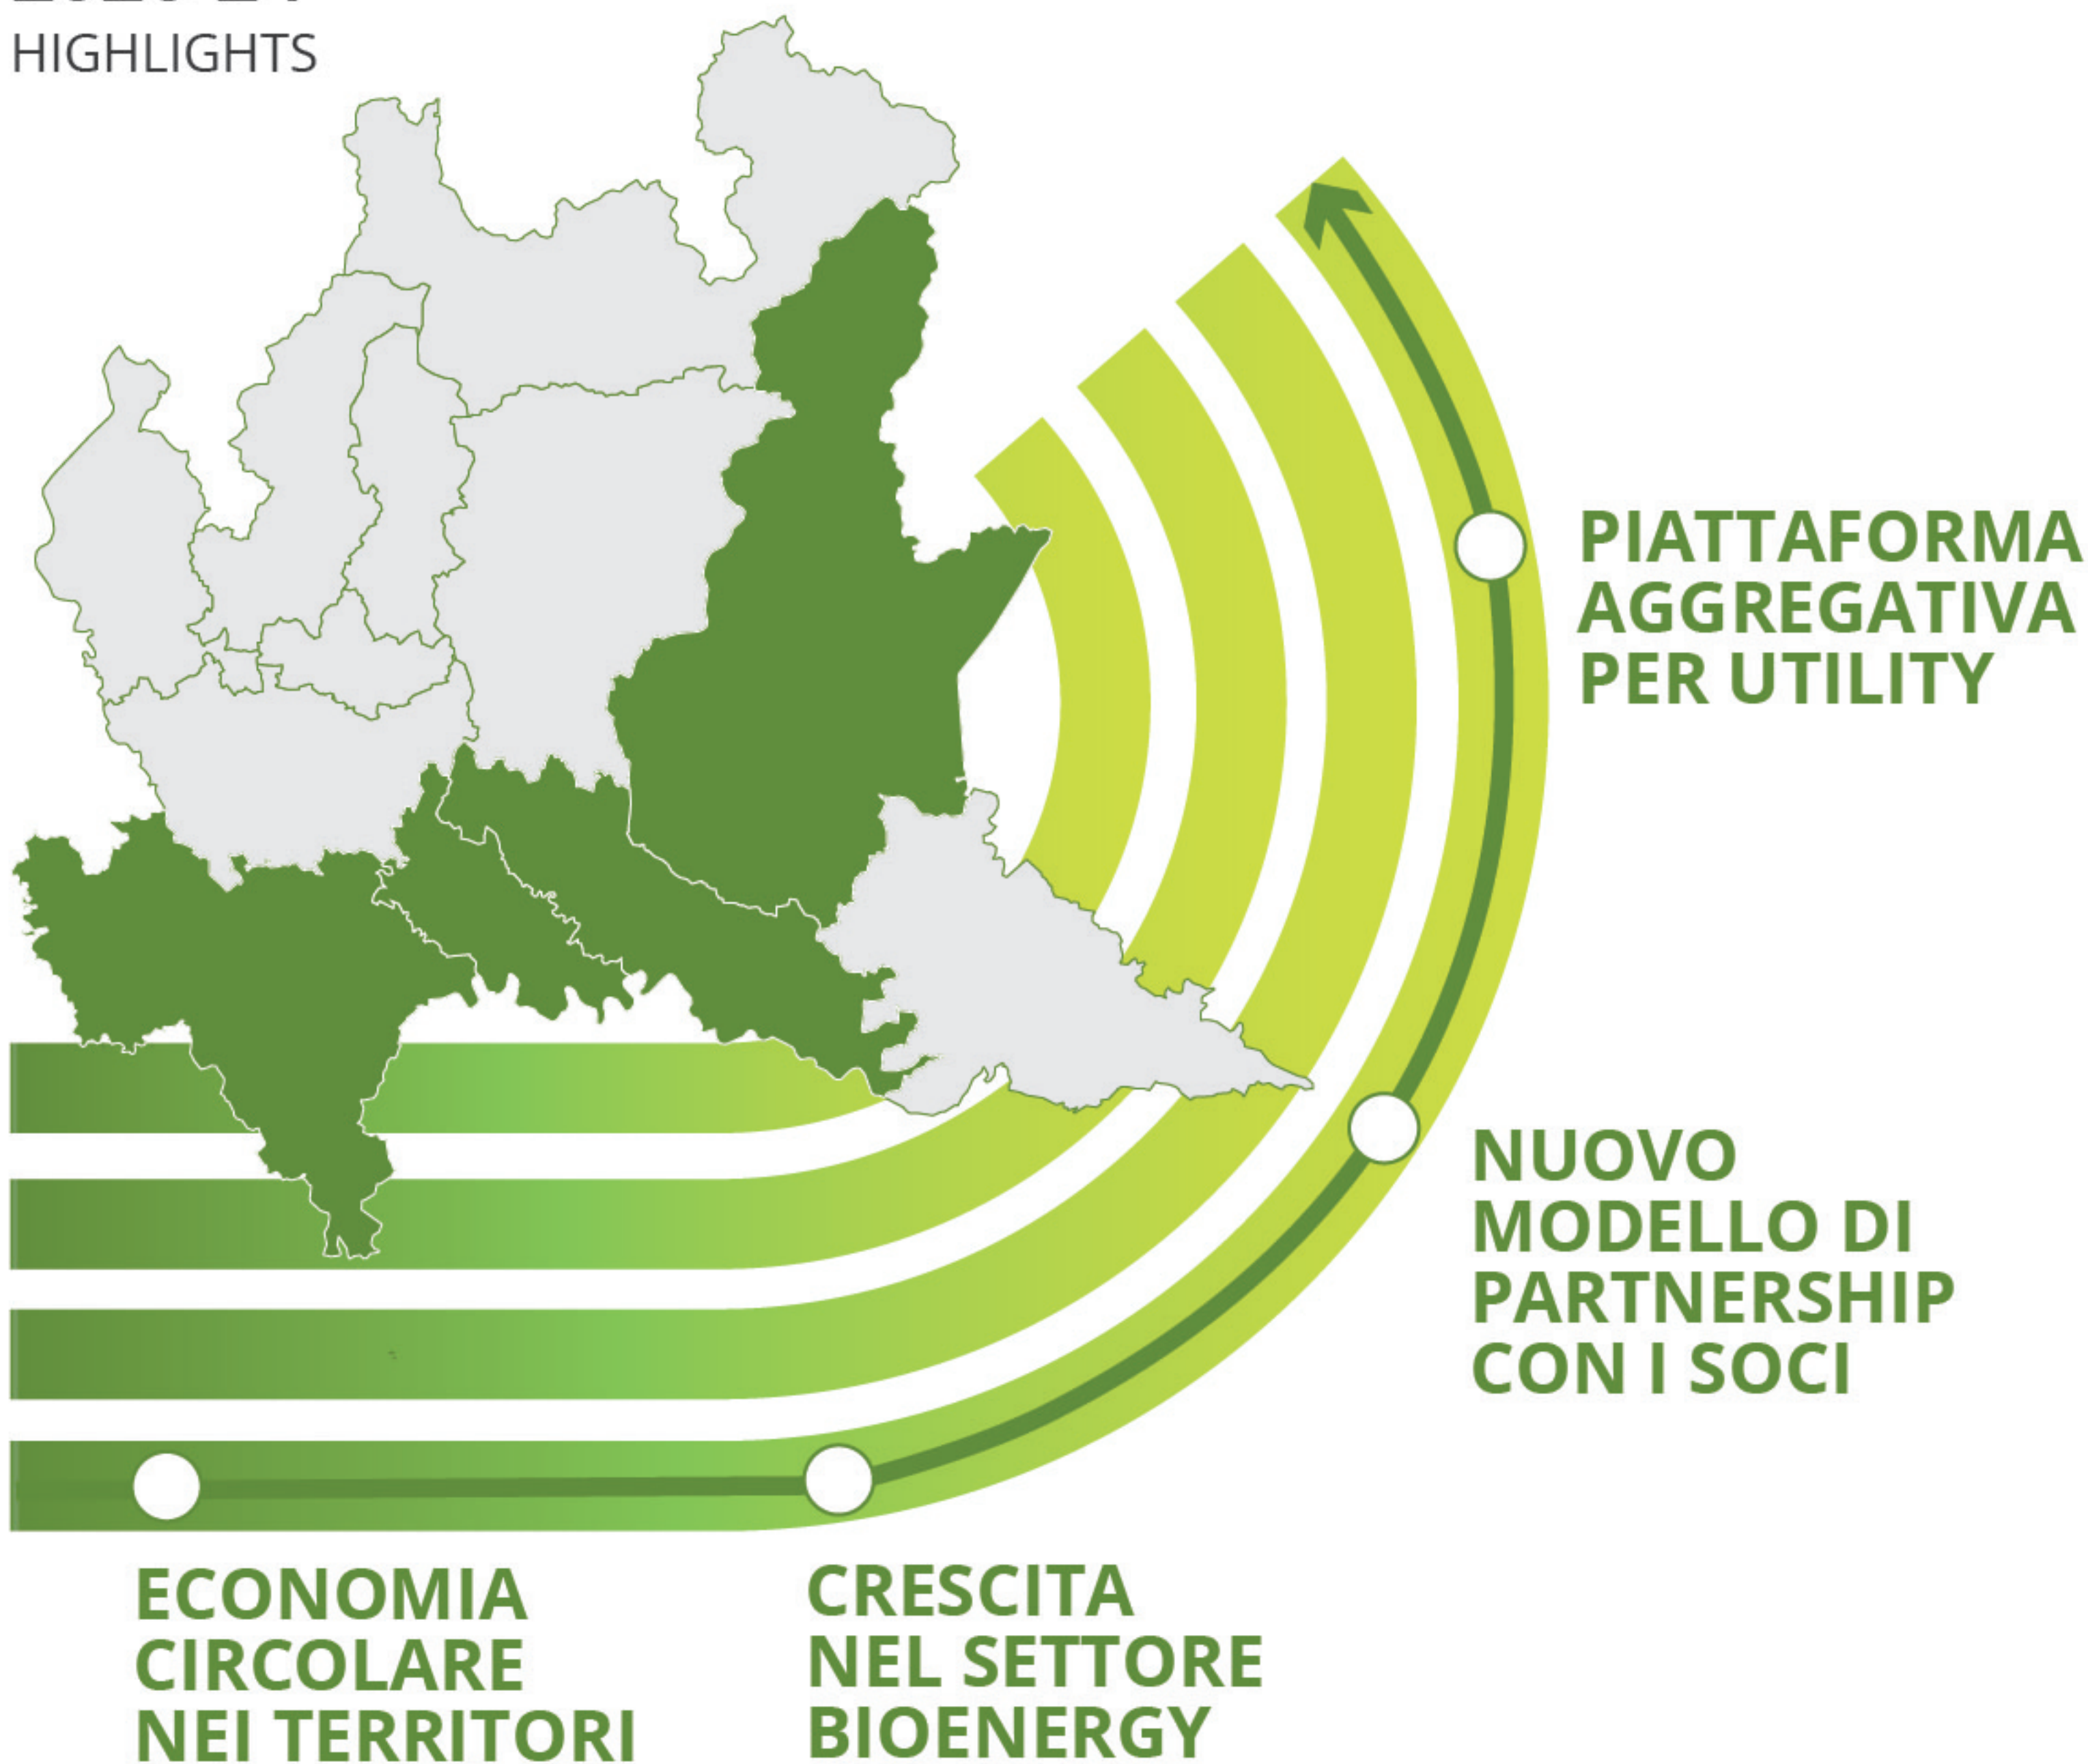 HIGHLIGHTS
PIATTAFORMA
AGGREGATIVA
PER UTILITY
NUOVO
MODELLO DI
PARTNERSHIP
CON I SOCI
ECONOMIA
CIRCOLARE
NEI TERRITORI
CRESCITA
NEL SETTORE
BIOENERGY